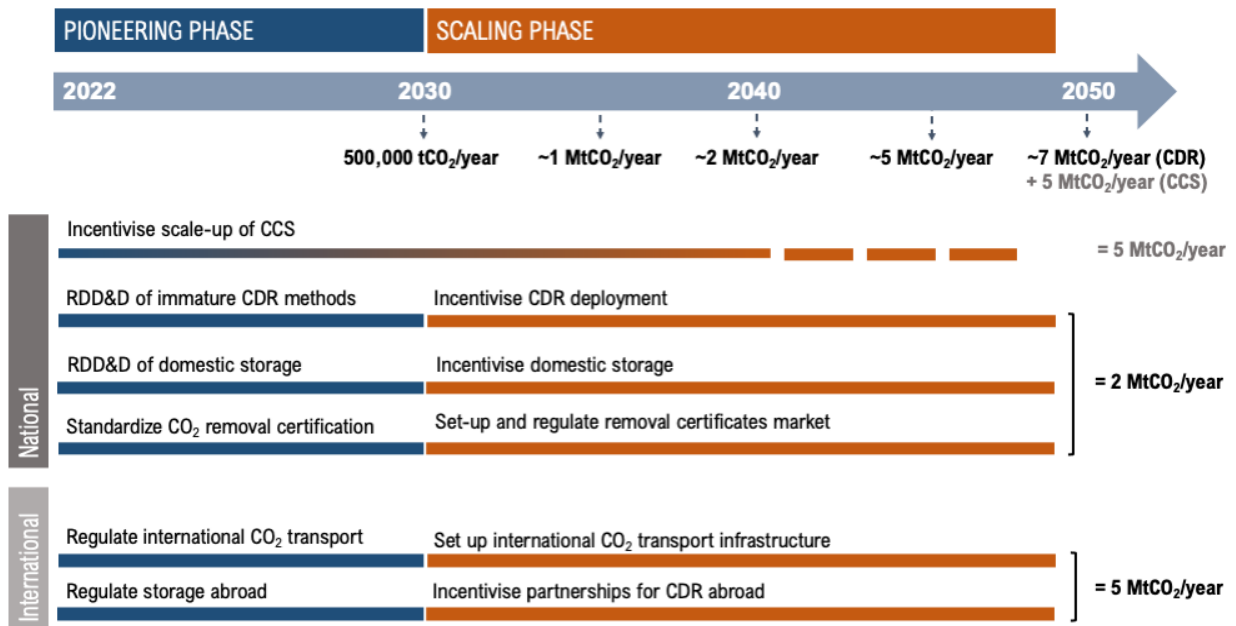 PIONEERING PHASE
SCALING PHASE
2022
2030
2040
2050
500,000 tCO₂/year
~1 MtCO₂/year
~2 MtCO₂/year
~5 MtCO₂/year
~7 MtCO₂/year (CDR)
+ 5 MtCO₂/year (CCS)
National
Incentivise scale-up of CCS
= 5 MtCO₂/year
RDD&D of immature CDR methods
Incentivise CDR deployment
RDD&D of domestic storage
Incentivise domestic storage
= 2 MtCO₂/year
Standardize CO₂ removal certification
Set-up and regulate removal certificates market
International
Regulate international CO₂ transport
Set up international CO₂ transport infrastructure
Regulate storage abroad
Incentivise partnerships for CDR abroad
= 5 MtCO₂/year